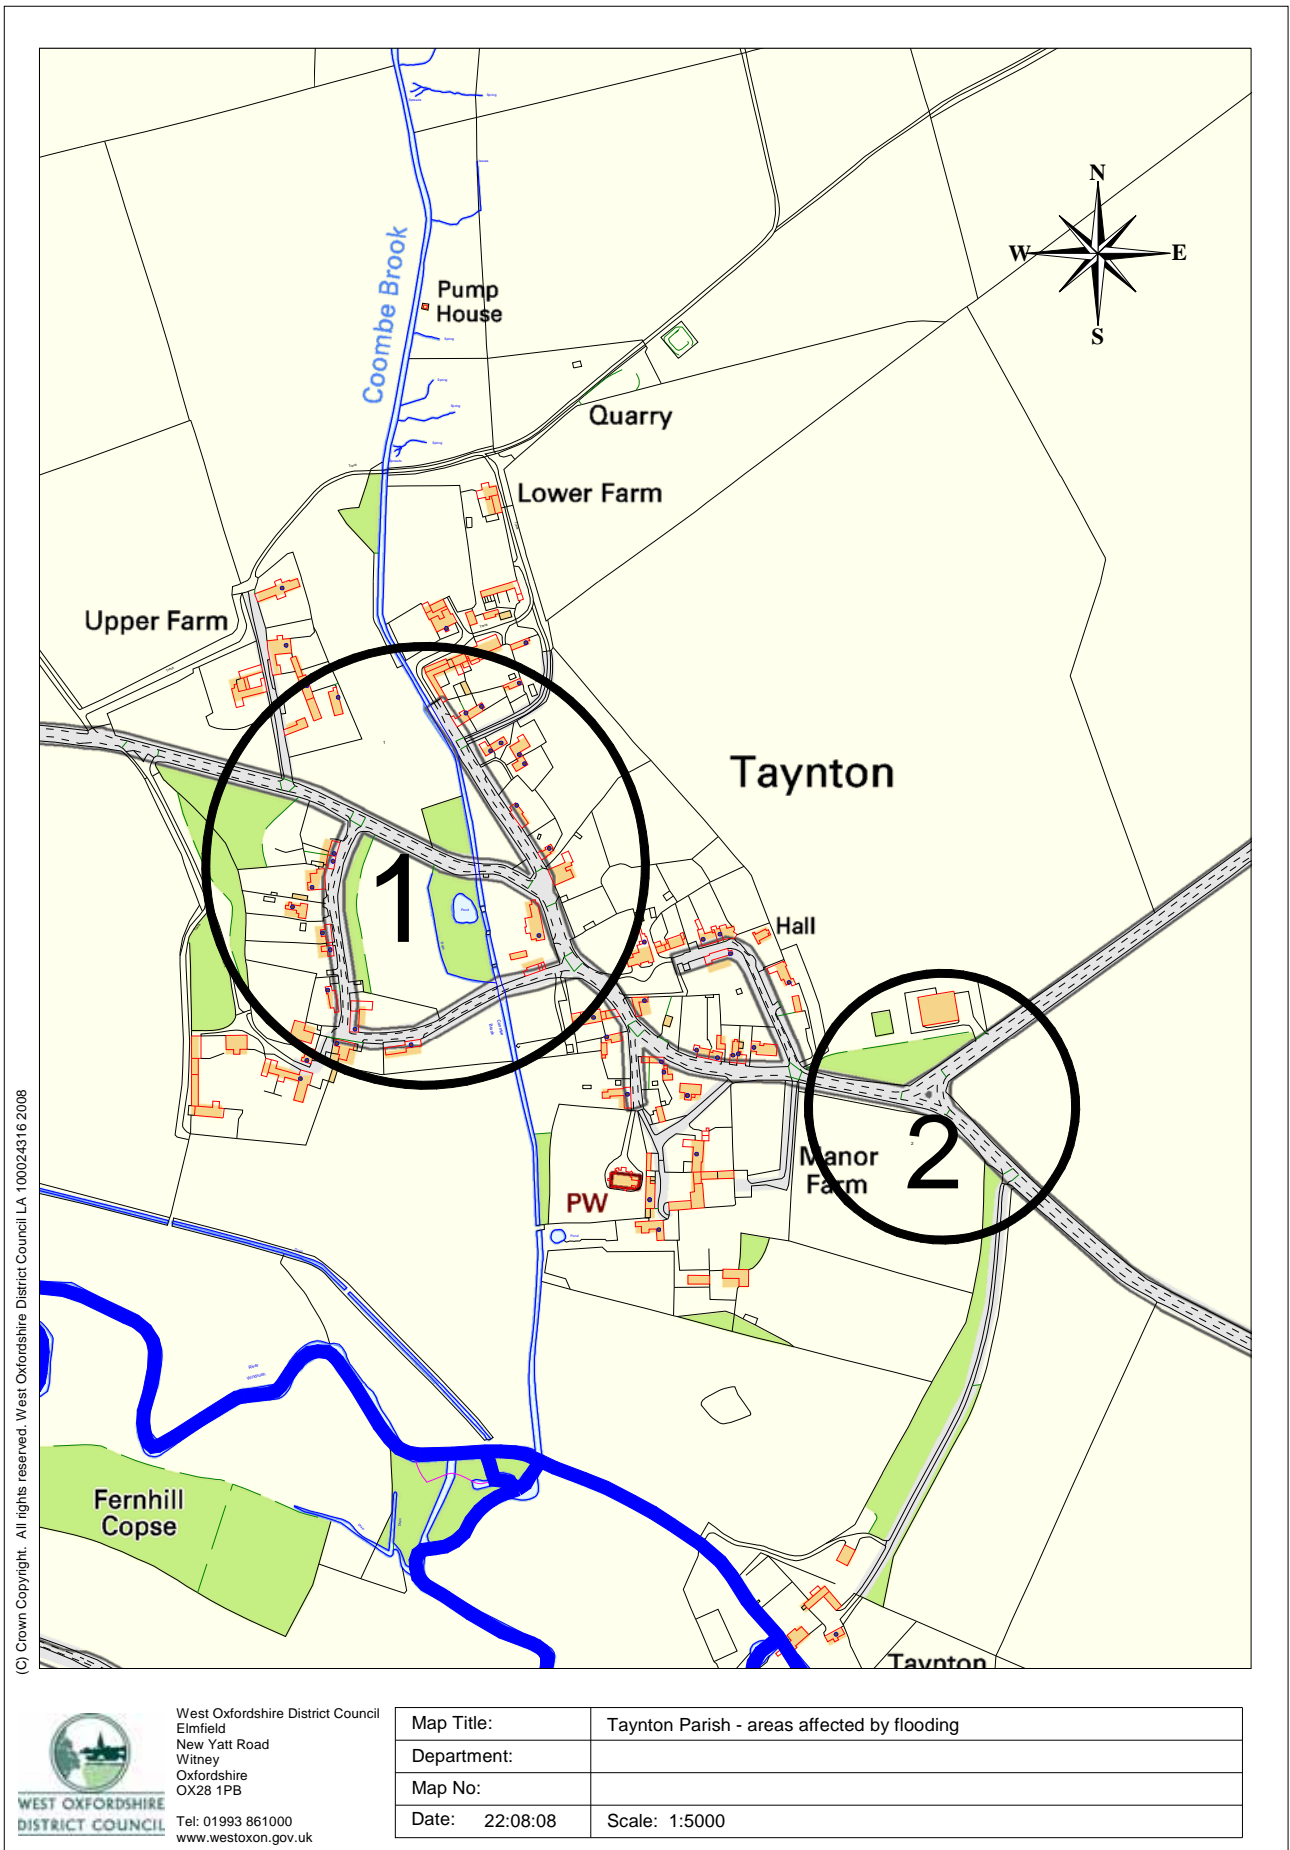 N
W
E
S
Coombe Brook
Pump
House
Quarry
Lower Farm
Upper Farm
Taynton
1
Hall
2
Manor
Farm
PW
Pond
Pond
Fernhill
Copse
Taynton
(C) Crown Copyright. All rights reserved. West Oxfordshire District Council LA 100024316 2008
WEST OXFORDSHIRE
DISTRICT COUNCIL
West Oxfordshire District Council
Elmfield
New Yatt Road
Witney
Oxfordshire
OX28 1PB
Tel: 01993 861000
www.westoxon.gov.uk
Map Title: Taynton Parish - areas affected by flooding
Department:
Map No:
Date: 22:08:08 Scale: 1:5000